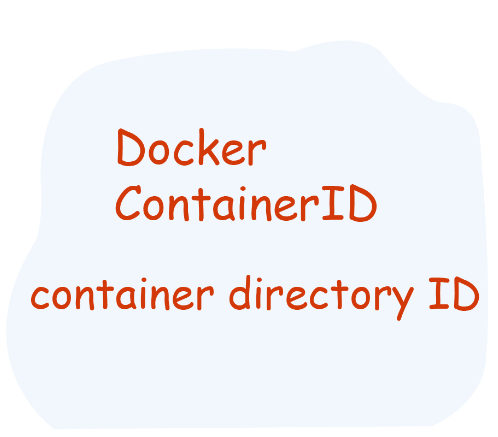 Docker
ContainerID
container directory ID